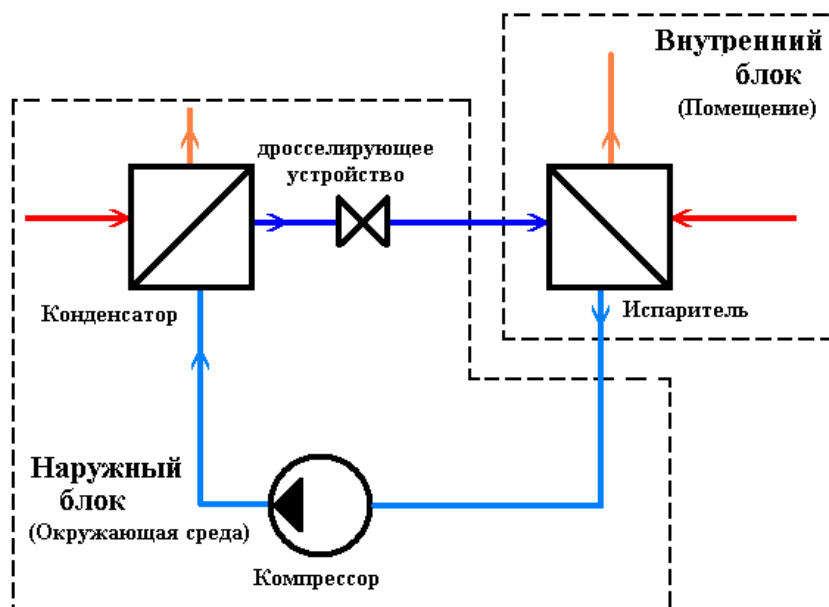 Внутренний
блок
(Помещение)
дросселирующее
устройство
Конденсатор
Испаритель
Наружный
блок
(Окружающая среда)
Компрессор